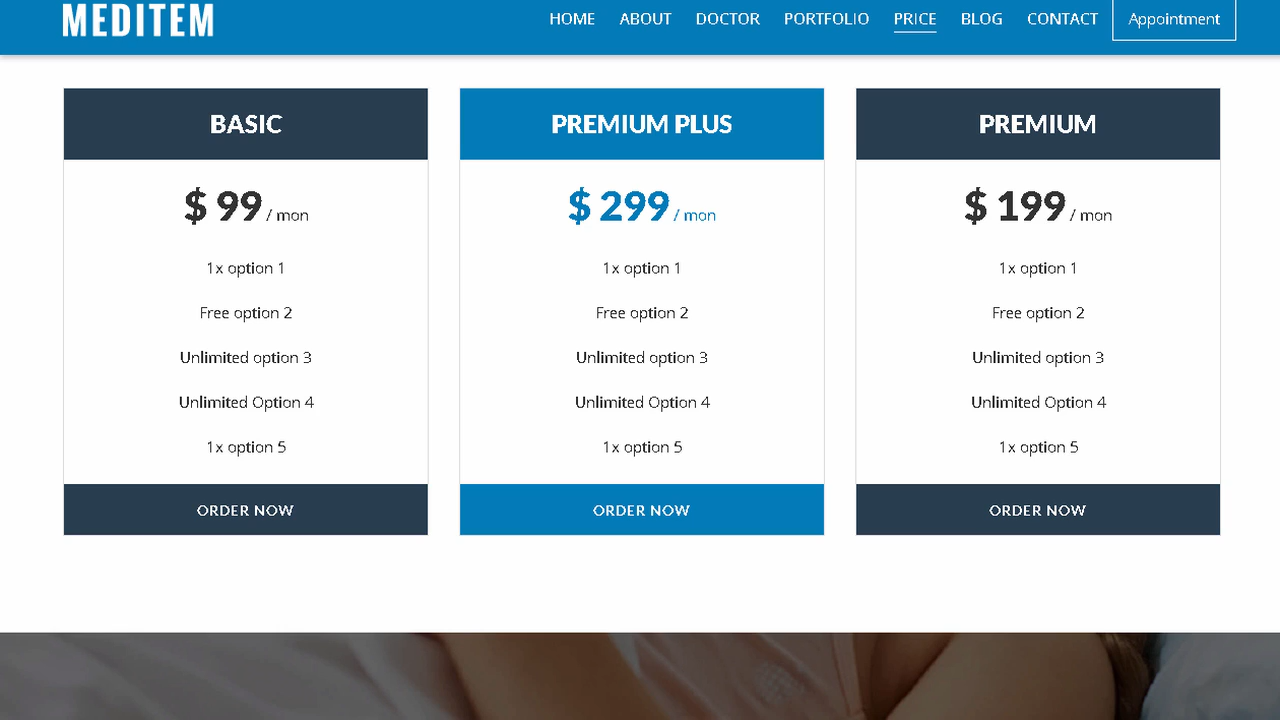 MEDITEM
HOME ABOUT DOCTOR PORTFOLIO PRICE BLOG CONTACT Appointment
BASIC
$ 99 / mon
1x option 1
Free option 2
Unlimited option 3
Unlimited Option 4
1x option 5
ORDER NOW
PREMIUM PLUS
$ 299 / mon
1x option 1
Free option 2
Unlimited option 3
Unlimited Option 4
1x option 5
ORDER NOW
PREMIUM
$ 199 / mon
1x option 1
Free option 2
Unlimited option 3
Unlimited Option 4
1x option 5
ORDER NOW